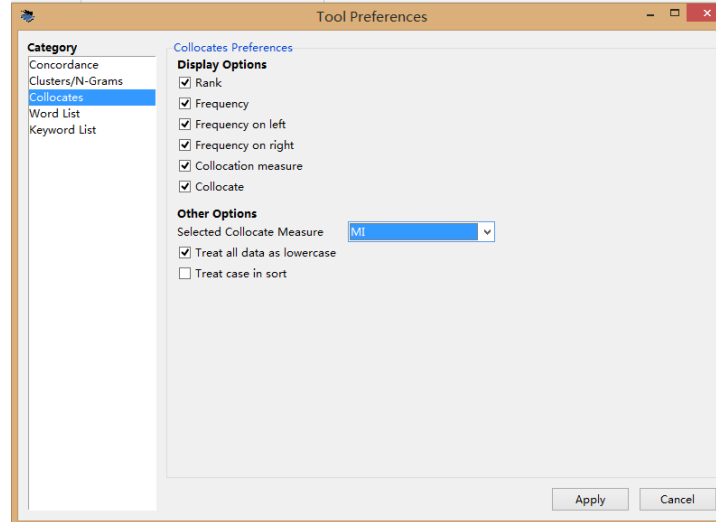 Tool Preferences
Category
Concordance
Clusters/N-Grams
Collocates
Word List
Keyword List
Collocates Preferences
Display Options
Rank
Frequency
Frequency on left
Frequency on right
Collocation measure
Collocate
Other Options
Selected Collocate Measure MI
Treat all data as lowercase
Treat case in sort
Apply Cancel